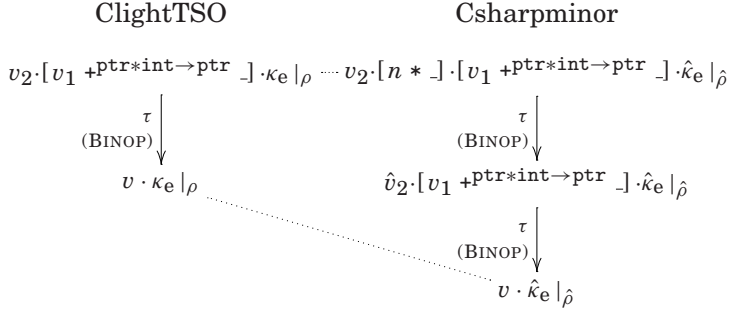 ClightTSO Csharpminor
v₂·[v₁ +ᵖᵗʳ*ⁱⁿᵗ→ᵖᵗʳ _]·κₑ|ρ v₂·[n * _]·[v₁ +ᵖᵗʳ*ⁱⁿᵗ→ᵖᵗʳ _]·κ̂ₑ|ρ̂
τ τ
(BINOP) (BINOP)
v · κₑ|ρ v̂₂·[v₁ +ᵖᵗʳ*ⁱⁿᵗ→ᵖᵗʳ _]·κ̂ₑ|ρ̂
τ
(BINOP)
v · κ̂ₑ|ρ̂